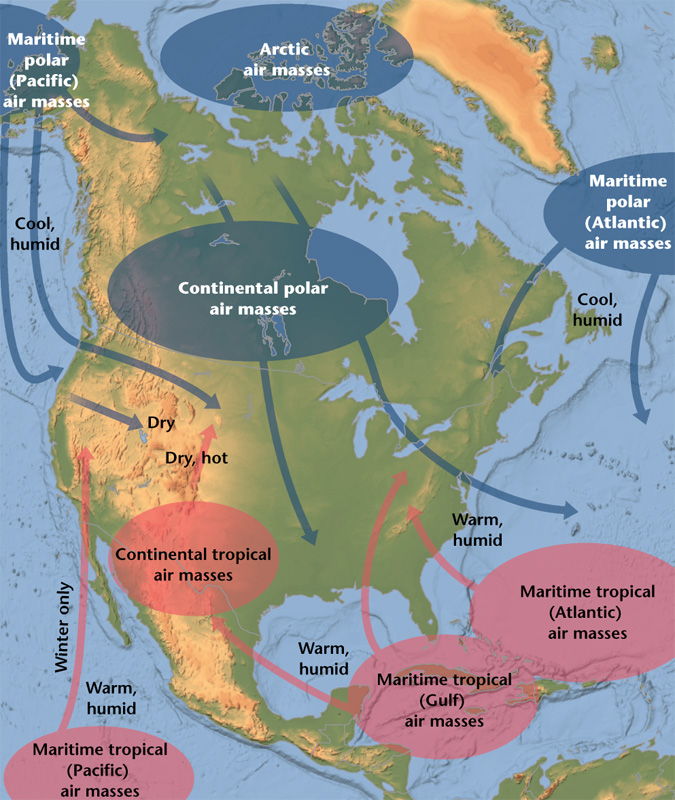 Maritime
polar
(Pacific)
air masses
Arctic
air masses
Maritime
polar
(Atlantic)
air masses
Cool,
humid
Continental polar
air masses
Cool,
humid
Dry
Dry, hot
Warm,
humid
Continental tropical
air masses
Maritime tropical
(Atlantic)
air masses
Winter only
Warm,
humid
Maritime tropical
(Gulf)
air masses
Warm,
humid
Maritime tropical
(Pacific)
air masses